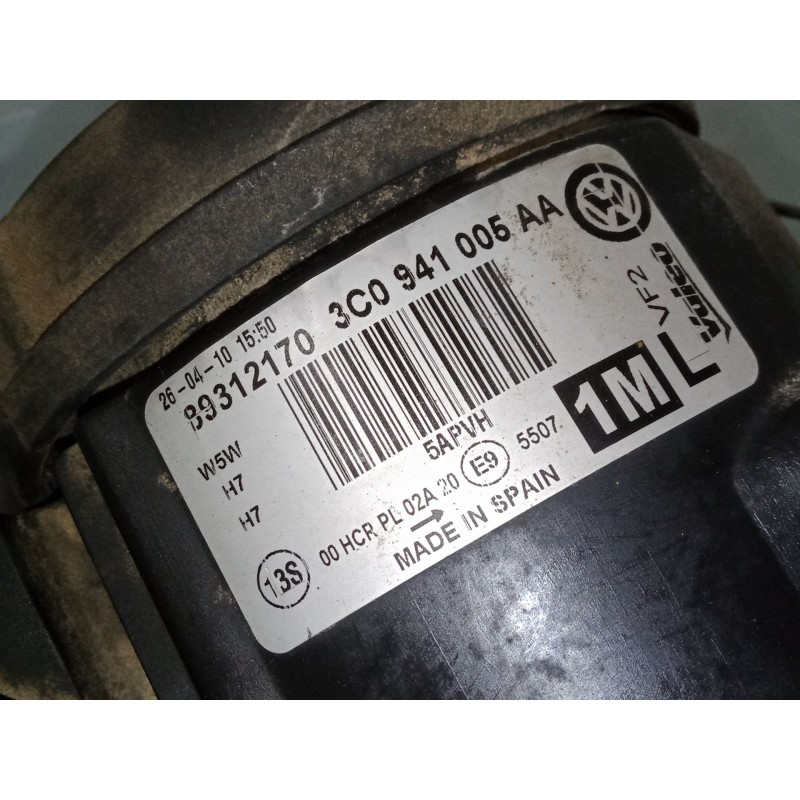 26-04-10 15:50
89312170 3C0 941 005 AA
VF2
Valeo
W5W
H7
H7
5APVH
1M L
00 HCR PL 02A 20 E9 5507
MADE IN SPAIN
13S